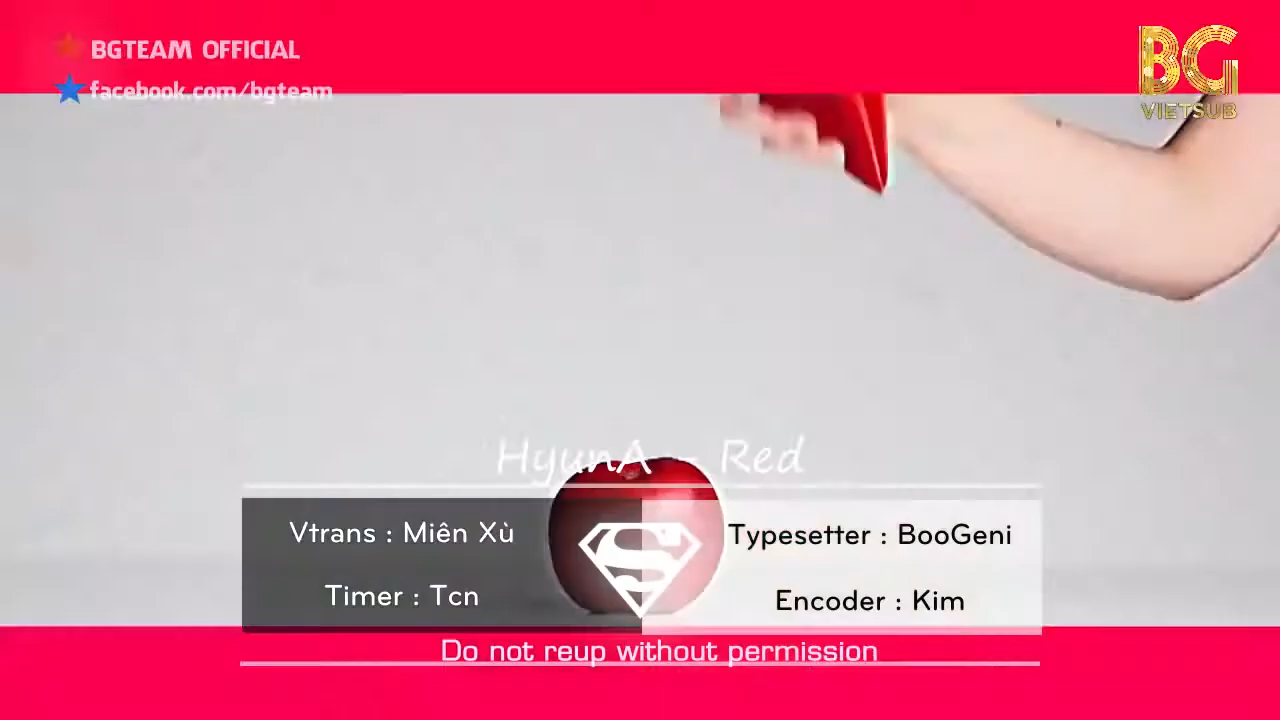 BGTEAM OFFICIAL
facebook.com/bgteam
BG
VIETSUB
HyunA - Red
Vtrans : Miên Xù
Typesetter : BooGeni
Timer : Tcn
Encoder : Kim
Do not reup without permission